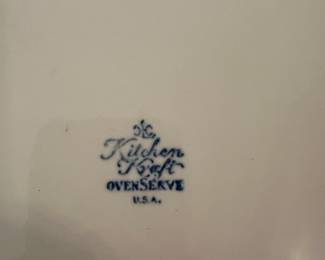 Kitchen
Kraft
OVENSERVE
U.S.A.